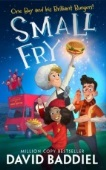 One boy and his Brilliant Burgers!
SMALL
FRY
MILLION COPY BESTSELLER
DAVID BADDIEL